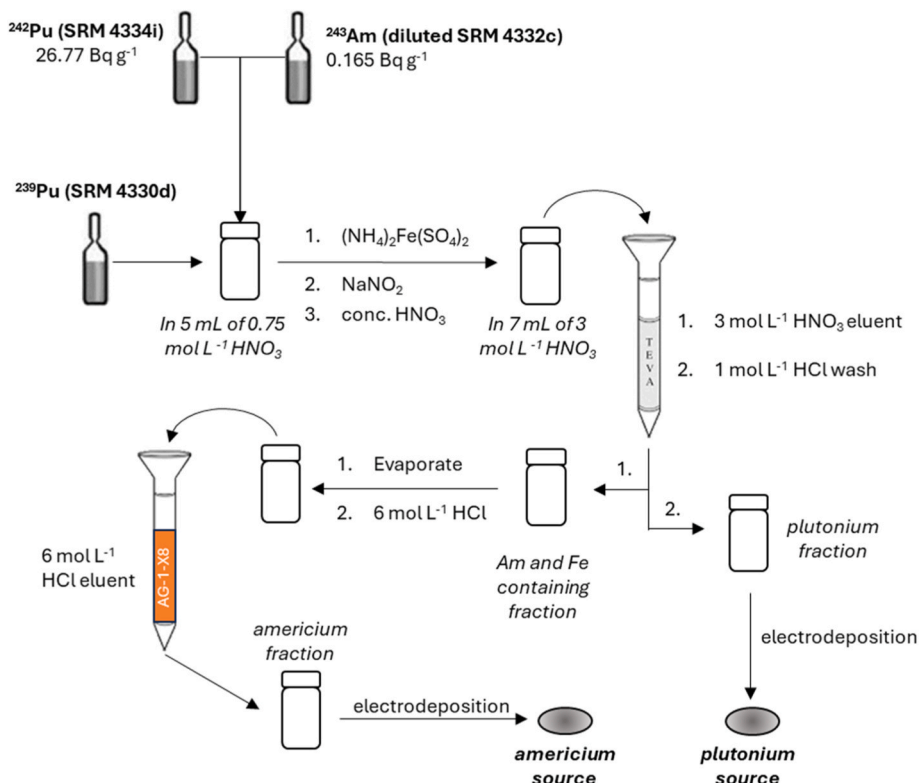 ²⁴²Pu (SRM 4334i)
26.77 Bq g⁻¹
²⁴³Am (diluted SRM 4332c)
0.165 Bq g⁻¹
²³⁹Pu (SRM 4330d)
In 5 mL of 0.75
mol L⁻¹ HNO₃
1. (NH₄)₂Fe(SO₄)₂
2. NaNO₂
3. conc. HNO₃
In 7 mL of 3
mol L⁻¹ HNO₃
TEVA
1. 3 mol L⁻¹ HNO₃ eluent
2. 1 mol L⁻¹ HCl wash
1.
2.
plutonium
fraction
Am and Fe
containing
fraction
1. Evaporate
2. 6 mol L⁻¹ HCl
6 mol L⁻¹
HCl eluent
AG-1-X8
americium
fraction
electrodeposition
americium
source
electrodeposition
plutonium
source